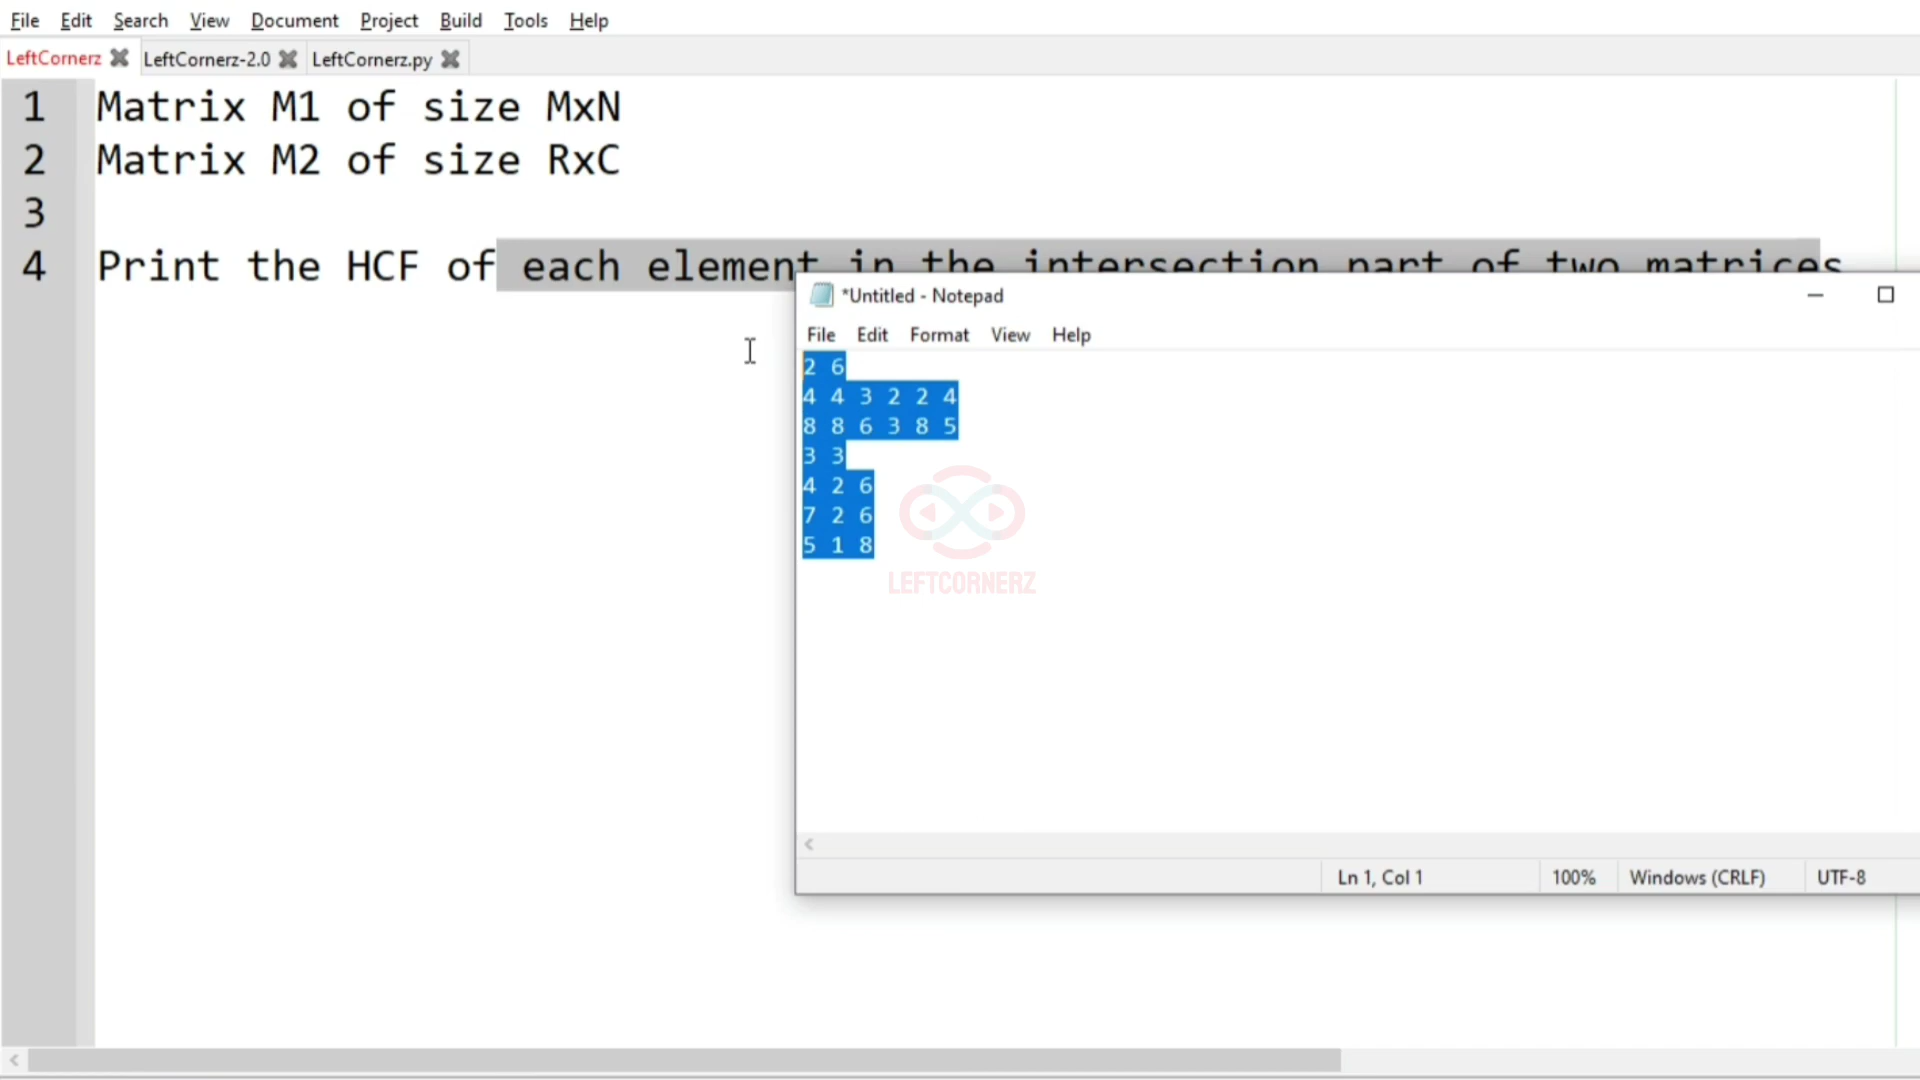 File Edit Search View Document Project Build Tools Help
LeftCornerz LeftCornerz-2.0 LeftCornerz.py
1 Matrix M1 of size MxN
2 Matrix M2 of size RxC
3
4 Print the HCF of each element in the intersection part of two matrices
*Untitled - Notepad
File Edit Format View Help
2 6
4 4 3 2 2 4
8 8 6 3 8 5
3 3
4 2 6
7 2 6
5 1 8
LEFTCORNERZ
Ln 1, Col 1 100% Windows (CRLF) UTF-8